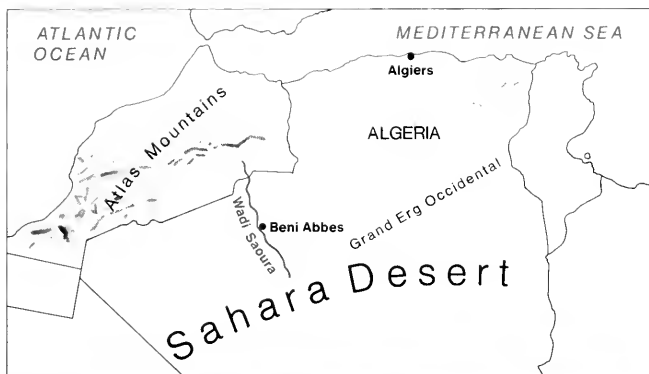 ATLANTIC
OCEAN
MEDITERRANEAN SEA
Algiers
ALGERIA
Atlas Mountains
Grand Erg Occidental
Beni Abbes
Wadi Saoura
Sahara Desert